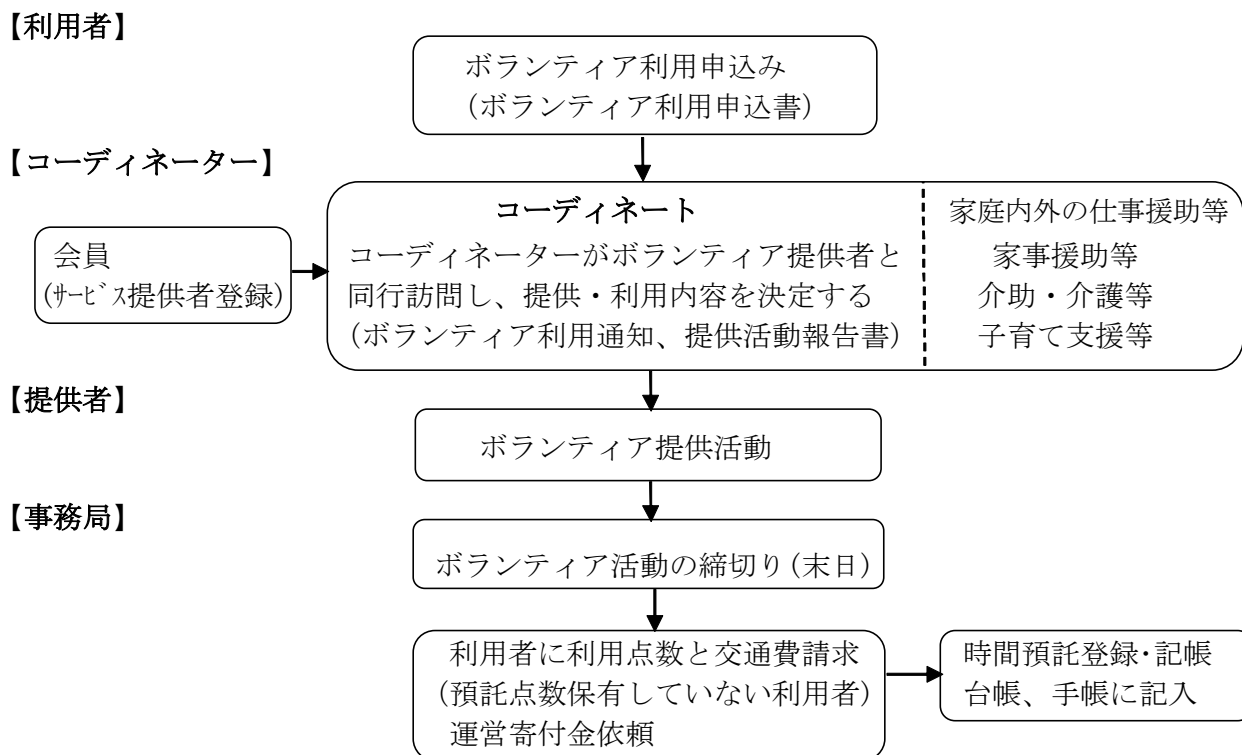 【利用者】
ボランティア利用申込み
(ボランティア利用申込書)
【コーディネーター】
会員
(ｻｰﾋﾞｽ提供者登録)
コーディネート
コーディネーターがボランティア提供者と
同行訪問し、提供・利用内容を決定する
(ボランティア利用通知、提供活動報告書)
家庭内外の仕事援助等
家事援助等
介助・介護等
子育て支援等
【提供者】
ボランティア提供活動
【事務局】
ボランティア活動の締切り(末日)
利用者に利用点数と交通費請求
(預託点数保有していない利用者)
運営寄付金依頼
時間預託登録・記帳
台帳、手帳に記入